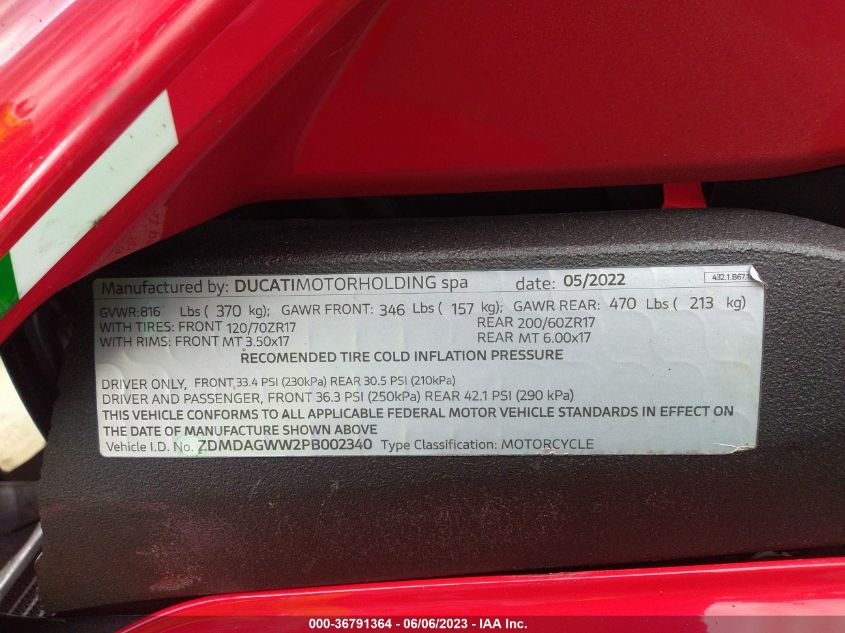 Manufactured by: DUCATIMOTORHOLDING spa date: 05/2022
GVWR:816 Lbs ( 370 kg); GAWR FRONT: 346 Lbs ( 157 kg); GAWR REAR: 470 Lbs ( 213 kg)
WITH TIRES: FRONT 120/70ZR17 REAR 200/60ZR17
WITH RIMS: FRONT MT 3.50x17 REAR MT 6.00x17
RECOMENDED TIRE COLD INFLATION PRESSURE
DRIVER ONLY, FRONT 33.4 PSI (230kPa) REAR 30.5 PSI (210kPa)
DRIVER AND PASSENGER, FRONT 36.3 PSI (250kPa) REAR 42.1 PSI (290 kPa)
THIS VEHICLE CONFORMS TO ALL APPLICABLE FEDERAL MOTOR VEHICLE STANDARDS IN EFFECT ON
THE DATE OF MANUFACTURE SHOWN ABOVE
Vehicle I.D. No. ZDMDAGWW2PB002340 Type Classification: MOTORCYCLE
000-36791364 - 06/06/2023 - IAA Inc.